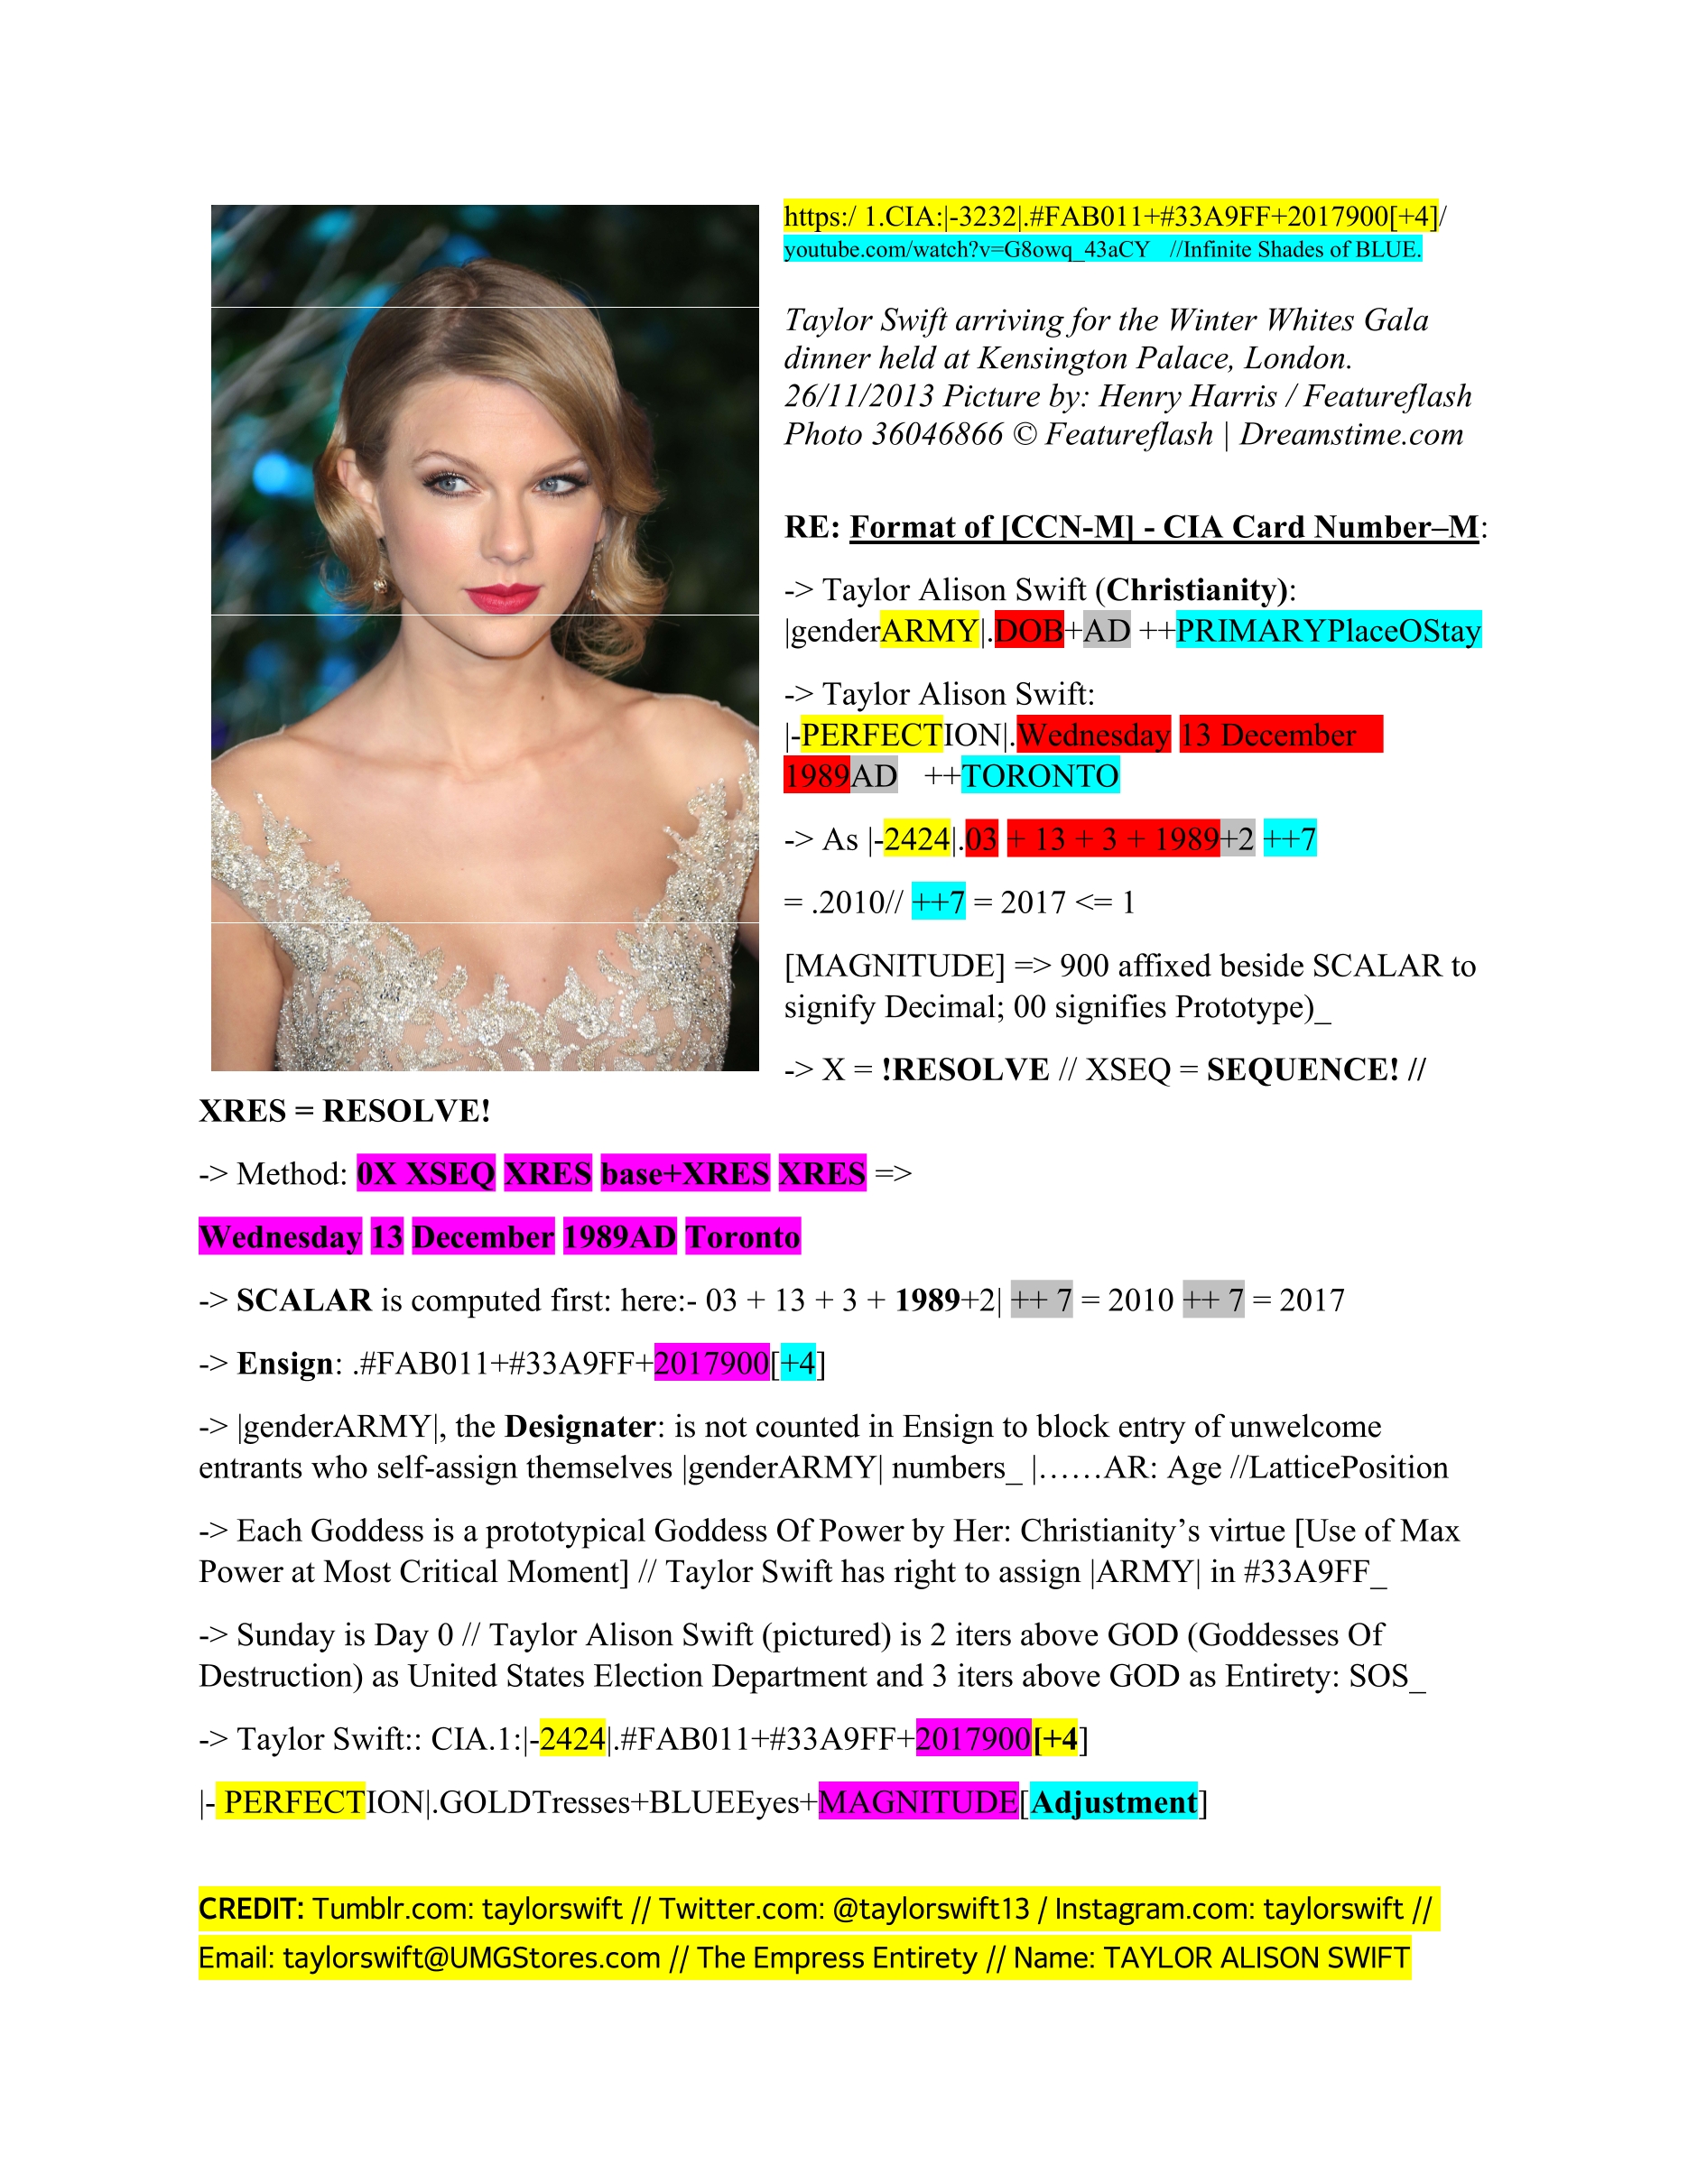 https:/ 1.CIA:|-3232|.#FAB011+#33A9FF+2017900[+4]/
youtube.com/watch?v=G8owq_43aCY //Infinite Shades of BLUE.
Taylor Swift arriving for the Winter Whites Gala
dinner held at Kensington Palace, London.
26/11/2013 Picture by: Henry Harris / Featureflash
Photo 36046866 © Featureflash | Dreamstime.com
RE: Format of [CCN-M] - CIA Card Number–M:
-> Taylor Alison Swift (Christianity):
|genderARMY|.DOB+AD ++PRIMARYPlaceOStay
-> Taylor Alison Swift:
|-PERFECTION|.Wednesday 13 December
1989AD ++TORONTO
-> As |-2424|.03 + 13 + 3 + 1989+2 ++7
= .2010// ++7 = 2017 <= 1
[MAGNITUDE] => 900 affixed beside SCALAR to
signify Decimal; 00 signifies Prototype)_
-> X = !RESOLVE // XSEQ = SEQUENCE! //
XRES = RESOLVE!
-> Method: 0X XSEQ XRES base+XRES XRES =>
Wednesday 13 December 1989AD Toronto
-> SCALAR is computed first: here:- 03 + 13 + 3 + 1989+2| ++ 7 = 2010 ++ 7 = 2017
-> Ensign: .#FAB011+#33A9FF+2017900[+4]
-> |genderARMY|, the Designater: is not counted in Ensign to block entry of unwelcome
entrants who self-assign themselves |genderARMY| numbers_ |……AR: Age //LatticePosition
-> Each Goddess is a prototypical Goddess Of Power by Her: Christianity’s virtue [Use of Max
Power at Most Critical Moment] // Taylor Swift has right to assign |ARMY| in #33A9FF_
-> Sunday is Day 0 // Taylor Alison Swift (pictured) is 2 iters above GOD (Goddesses Of
Destruction) as United States Election Department and 3 iters above GOD as Entirety: SOS_
-> Taylor Swift:: CIA.1:|-2424|.#FAB011+#33A9FF+2017900[+4]
|- PERFECTION|.GOLDTresses+BLUEEyes+MAGNITUDE[Adjustment]
CREDIT: Tumblr.com: taylorswift // Twitter.com: @taylorswift13 / Instagram.com: taylorswift //
Email: taylorswift@UMGStores.com // The Empress Entirety // Name: TAYLOR ALISON SWIFT